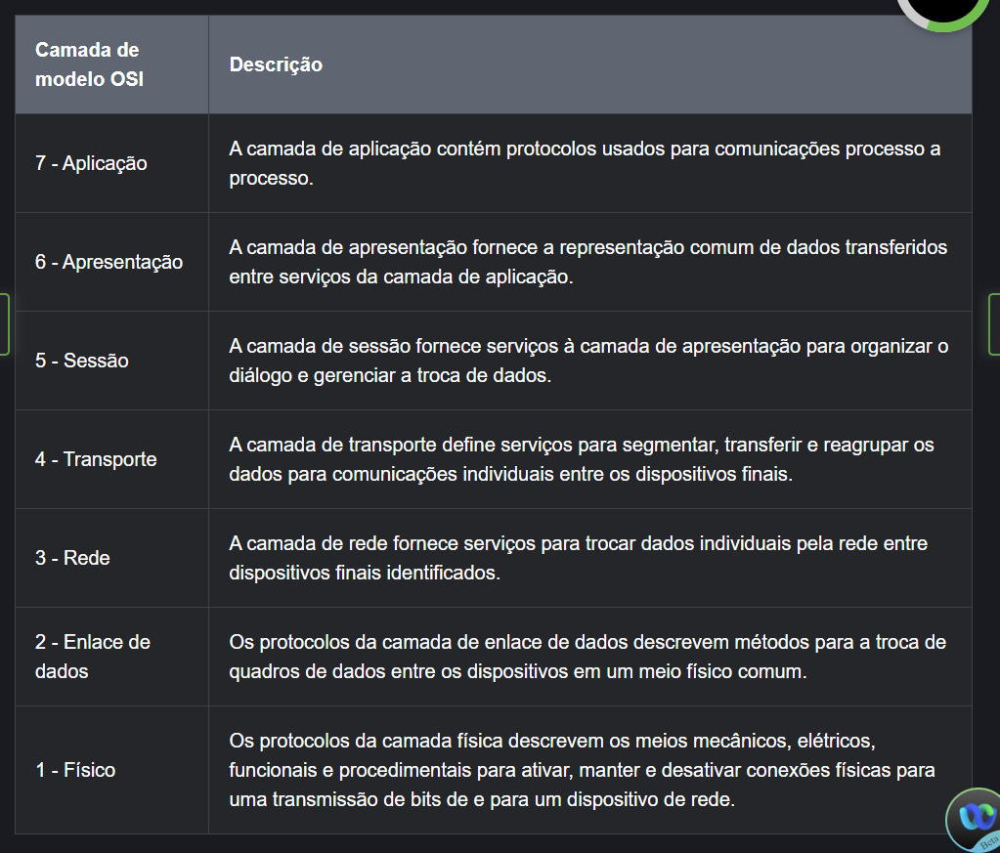 Camada de
modelo OSI
Descrição
7 - Aplicação
A camada de aplicação contém protocolos usados para comunicações processo a
processo.
6 - Apresentação
A camada de apresentação fornece a representação comum de dados transferidos
entre serviços da camada de aplicação.
5 - Sessão
A camada de sessão fornece serviços à camada de apresentação para organizar o
diálogo e gerenciar a troca de dados.
4 - Transporte
A camada de transporte define serviços para segmentar, transferir e reagrupar os
dados para comunicações individuais entre os dispositivos finais.
3 - Rede
A camada de rede fornece serviços para trocar dados individuais pela rede entre
dispositivos finais identificados.
2 - Enlace de
dados
Os protocolos da camada de enlace de dados descrevem métodos para a troca de
quadros de dados entre os dispositivos em um meio físico comum.
1 - Físico
Os protocolos da camada física descrevem os meios mecânicos, elétricos,
funcionais e procedimentais para ativar, manter e desativar conexões físicas para
uma transmissão de bits de e para um dispositivo de rede.
Beta